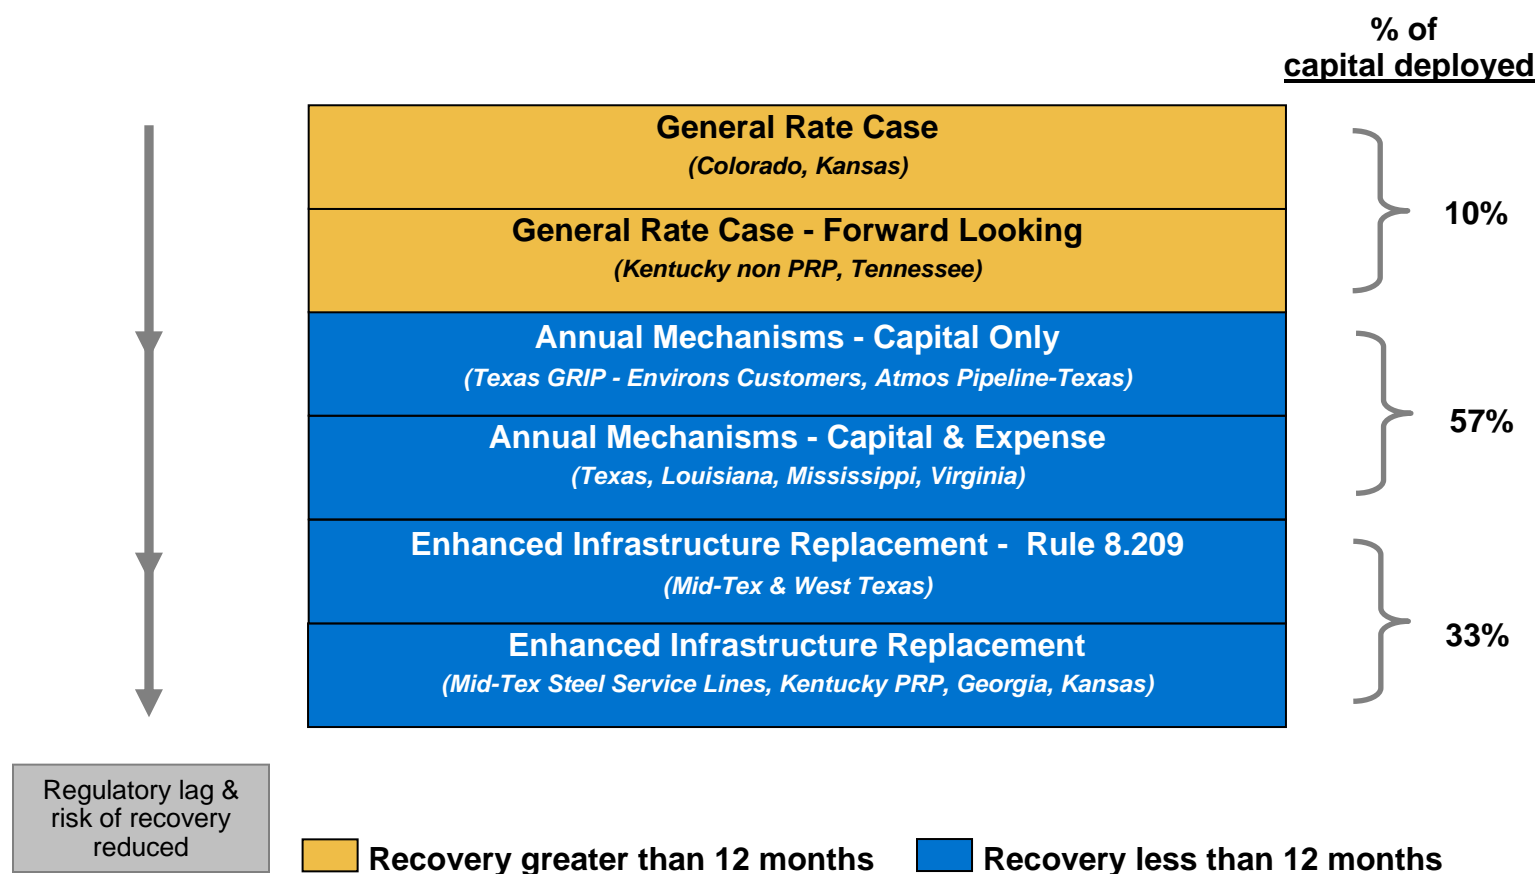 % of
capital deployed
General Rate Case
(Colorado, Kansas)
10%
General Rate Case - Forward Looking
(Kentucky non PRP, Tennessee)
Annual Mechanisms - Capital Only
(Texas GRIP - Environs Customers, Atmos Pipeline-Texas)
57%
Annual Mechanisms - Capital & Expense
(Texas, Louisiana, Mississippi, Virginia)
Enhanced Infrastructure Replacement - Rule 8.209
(Mid-Tex & West Texas)
33%
Enhanced Infrastructure Replacement
(Mid-Tex Steel Service Lines, Kentucky PRP, Georgia, Kansas)
Regulatory lag &
risk of recovery
reduced
Recovery greater than 12 months
Recovery less than 12 months